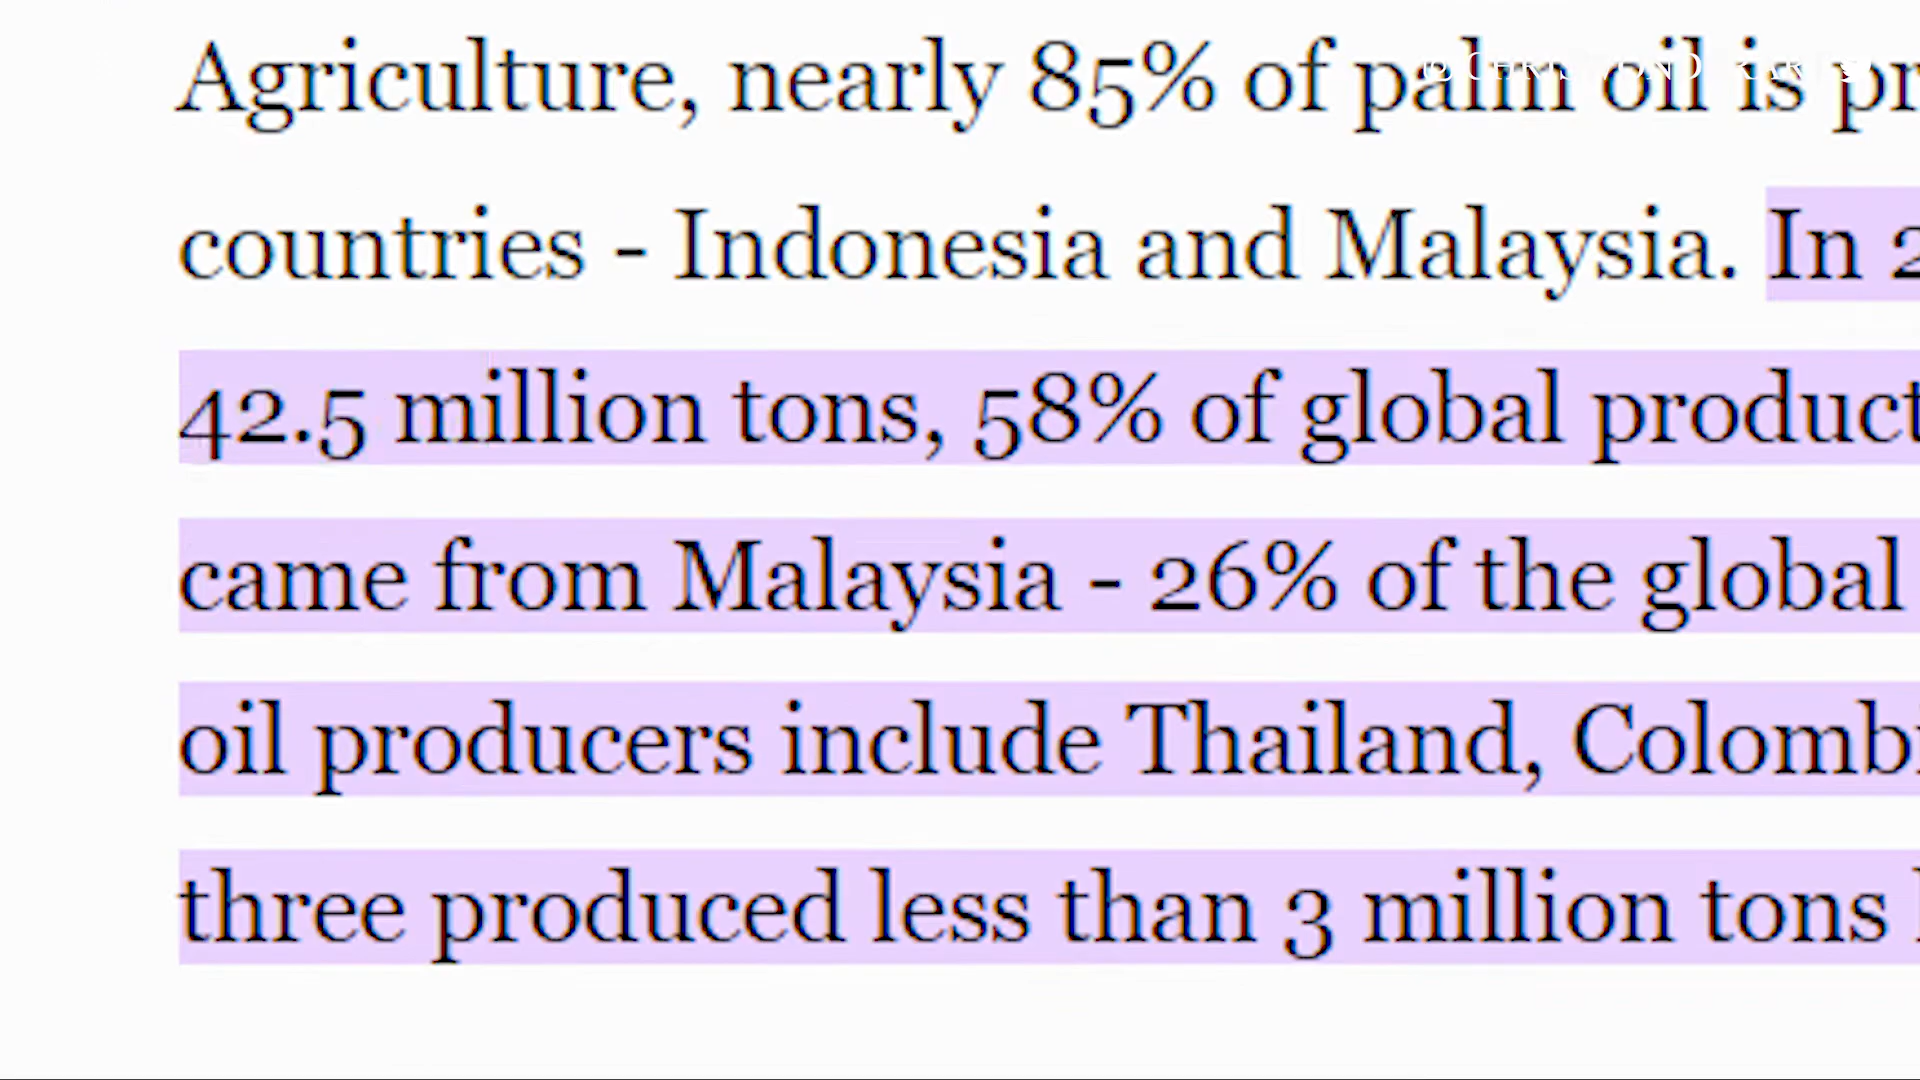 Agriculture, nearly 85% of palm oil is pr
countries - Indonesia and Malaysia. In 2
42.5 million tons, 58% of global product
came from Malaysia - 26% of the global
oil producers include Thailand, Colombi
three produced less than 3 million tons